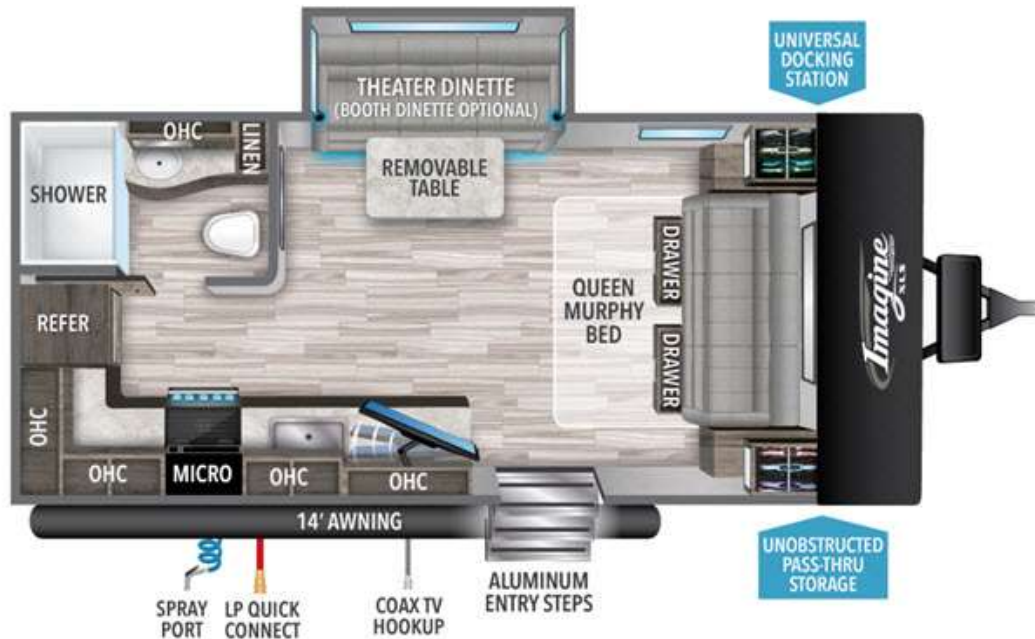 UNIVERSAL
DOCKING
STATION
THEATER DINETTE
(BOOTH DINETTE OPTIONAL)
OHC
LINEN
REMOVABLE
TABLE
SHOWER
DRAWER
QUEEN
MURPHY
BED
DRAWER
Imagine
XLS
REFER
OHC
OHC
MICRO
OHC
OHC
14' AWNING
SPRAY
PORT
LP QUICK
CONNECT
COAX TV
HOOKUP
ALUMINUM
ENTRY STEPS
UNOBSTRUCTED
PASS-THRU
STORAGE